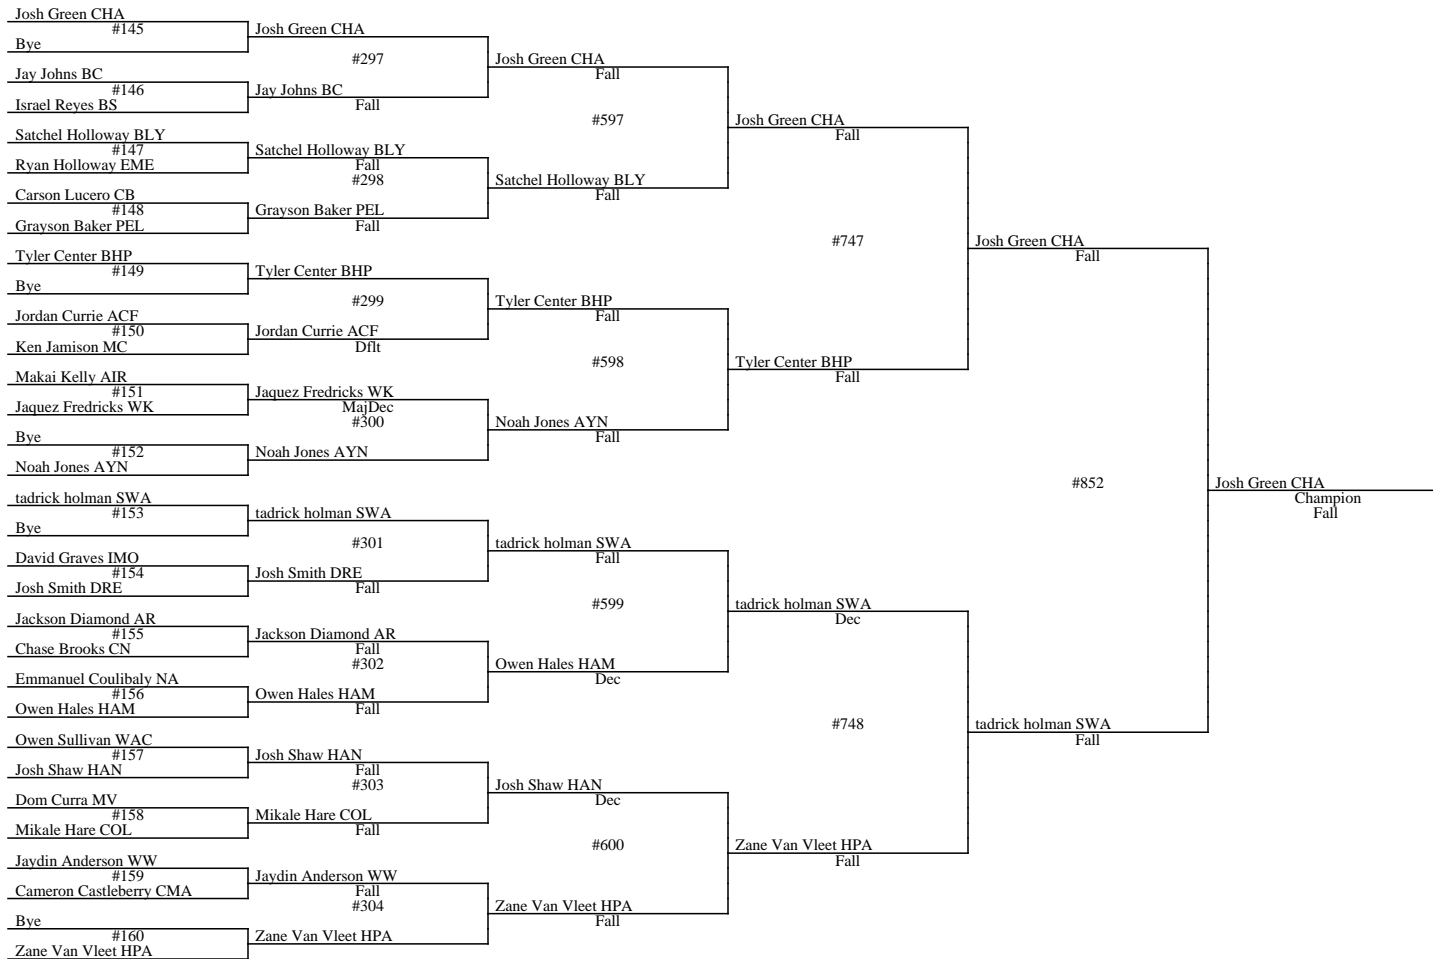 Josh Green CHA
#145
Bye
Jay Johns BC
#146
Israel Reyes BS
Satchel Holloway BLY
#147
Ryan Holloway EME
Carson Lucero CB
#148
Grayson Baker PEL
Tyler Center BHP
#149
Bye
Jordan Currie ACF
#150
Ken Jamison MC
Makai Kelly AIR
#151
Jaquez Fredricks WK
Bye
#152
Noah Jones AYN
tadrick holman SWA
#153
Bye
David Graves IMO
#154
Josh Smith DRE
Jackson Diamond AR
#155
Chase Brooks CN
Emmanuel Coulibaly NA
#156
Owen Hales HAM
Owen Sullivan WAC
#157
Josh Shaw HAN
Dom Curra MV
#158
Mikale Hare COL
Jaydin Anderson WW
#159
Cameron Castleberry CMA
Bye
#160
Zane Van Vleet HPA
Josh Green CHA
#297
Jay Johns BC
Fall
Satchel Holloway BLY
Fall
#298
Grayson Baker PEL
Fall
Tyler Center BHP
#299
Jordan Currie ACF
Dflt
Jaquez Fredricks WK
MajDec
#300
Noah Jones AYN
tadrick holman SWA
#301
Josh Smith DRE
Fall
Jackson Diamond AR
Fall
#302
Owen Hales HAM
Fall
Josh Shaw HAN
Fall
#303
Mikale Hare COL
Fall
Jaydin Anderson WW
Fall
#304
Zane Van Vleet HPA
Josh Green CHA
Fall
#597
Satchel Holloway BLY
Fall
Tyler Center BHP
Fall
#598
Noah Jones AYN
Fall
tadrick holman SWA
Fall
#599
Owen Hales HAM
Dec
Josh Shaw HAN
Dec
#600
Zane Van Vleet HPA
Fall
Josh Green CHA
Fall
#747
Tyler Center BHP
Fall
tadrick holman SWA
Dec
#748
Zane Van Vleet HPA
Fall
Josh Green CHA
Fall
#852
tadrick holman SWA
Fall
Josh Green CHA
Champion
Fall